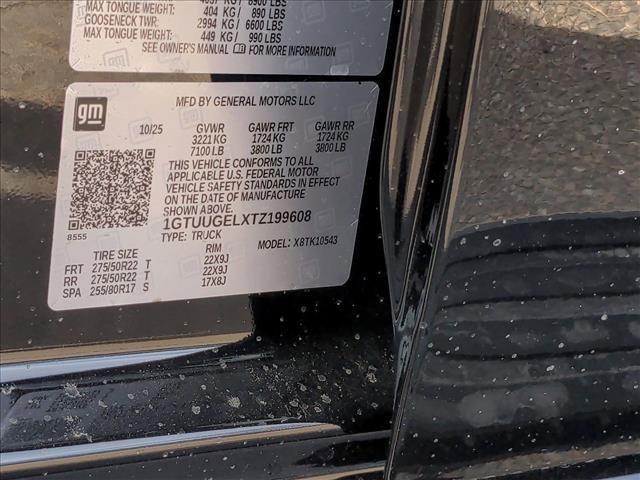 4037 KG/ 8900 LBS
TONGUE WEIGHT: 404 KG/ 890 LBS
GOOSENECK TWR: 2994 KG/ 6600 LBS
MAX TONGUE WEIGHT: 449 KG/ 990 LBS
SEE OWNER'S MANUAL FOR MORE INFORMATION
gm MFD BY GENERAL MOTORS LLC
10/25 GVWR GAWR FRT GAWR RR
3221 KG 1724 KG 1724 KG
7100 LB 3800 LB 3800 LB
THIS VEHICLE CONFORMS TO ALL
APPLICABLE U.S. FEDERAL MOTOR
VEHICLE SAFETY STANDARDS IN EFFECT
ON THE DATE OF MANUFACTURE
SHOWN ABOVE.
8555 1GTUUGELXTZ199608
TYPE: TRUCK MODEL: X8TK10543
TIRE SIZE RIM
FRT 275/50R22 T 22X9J
RR 275/50R22 T 22X9J
SPA 255/80R17 S 17X8J